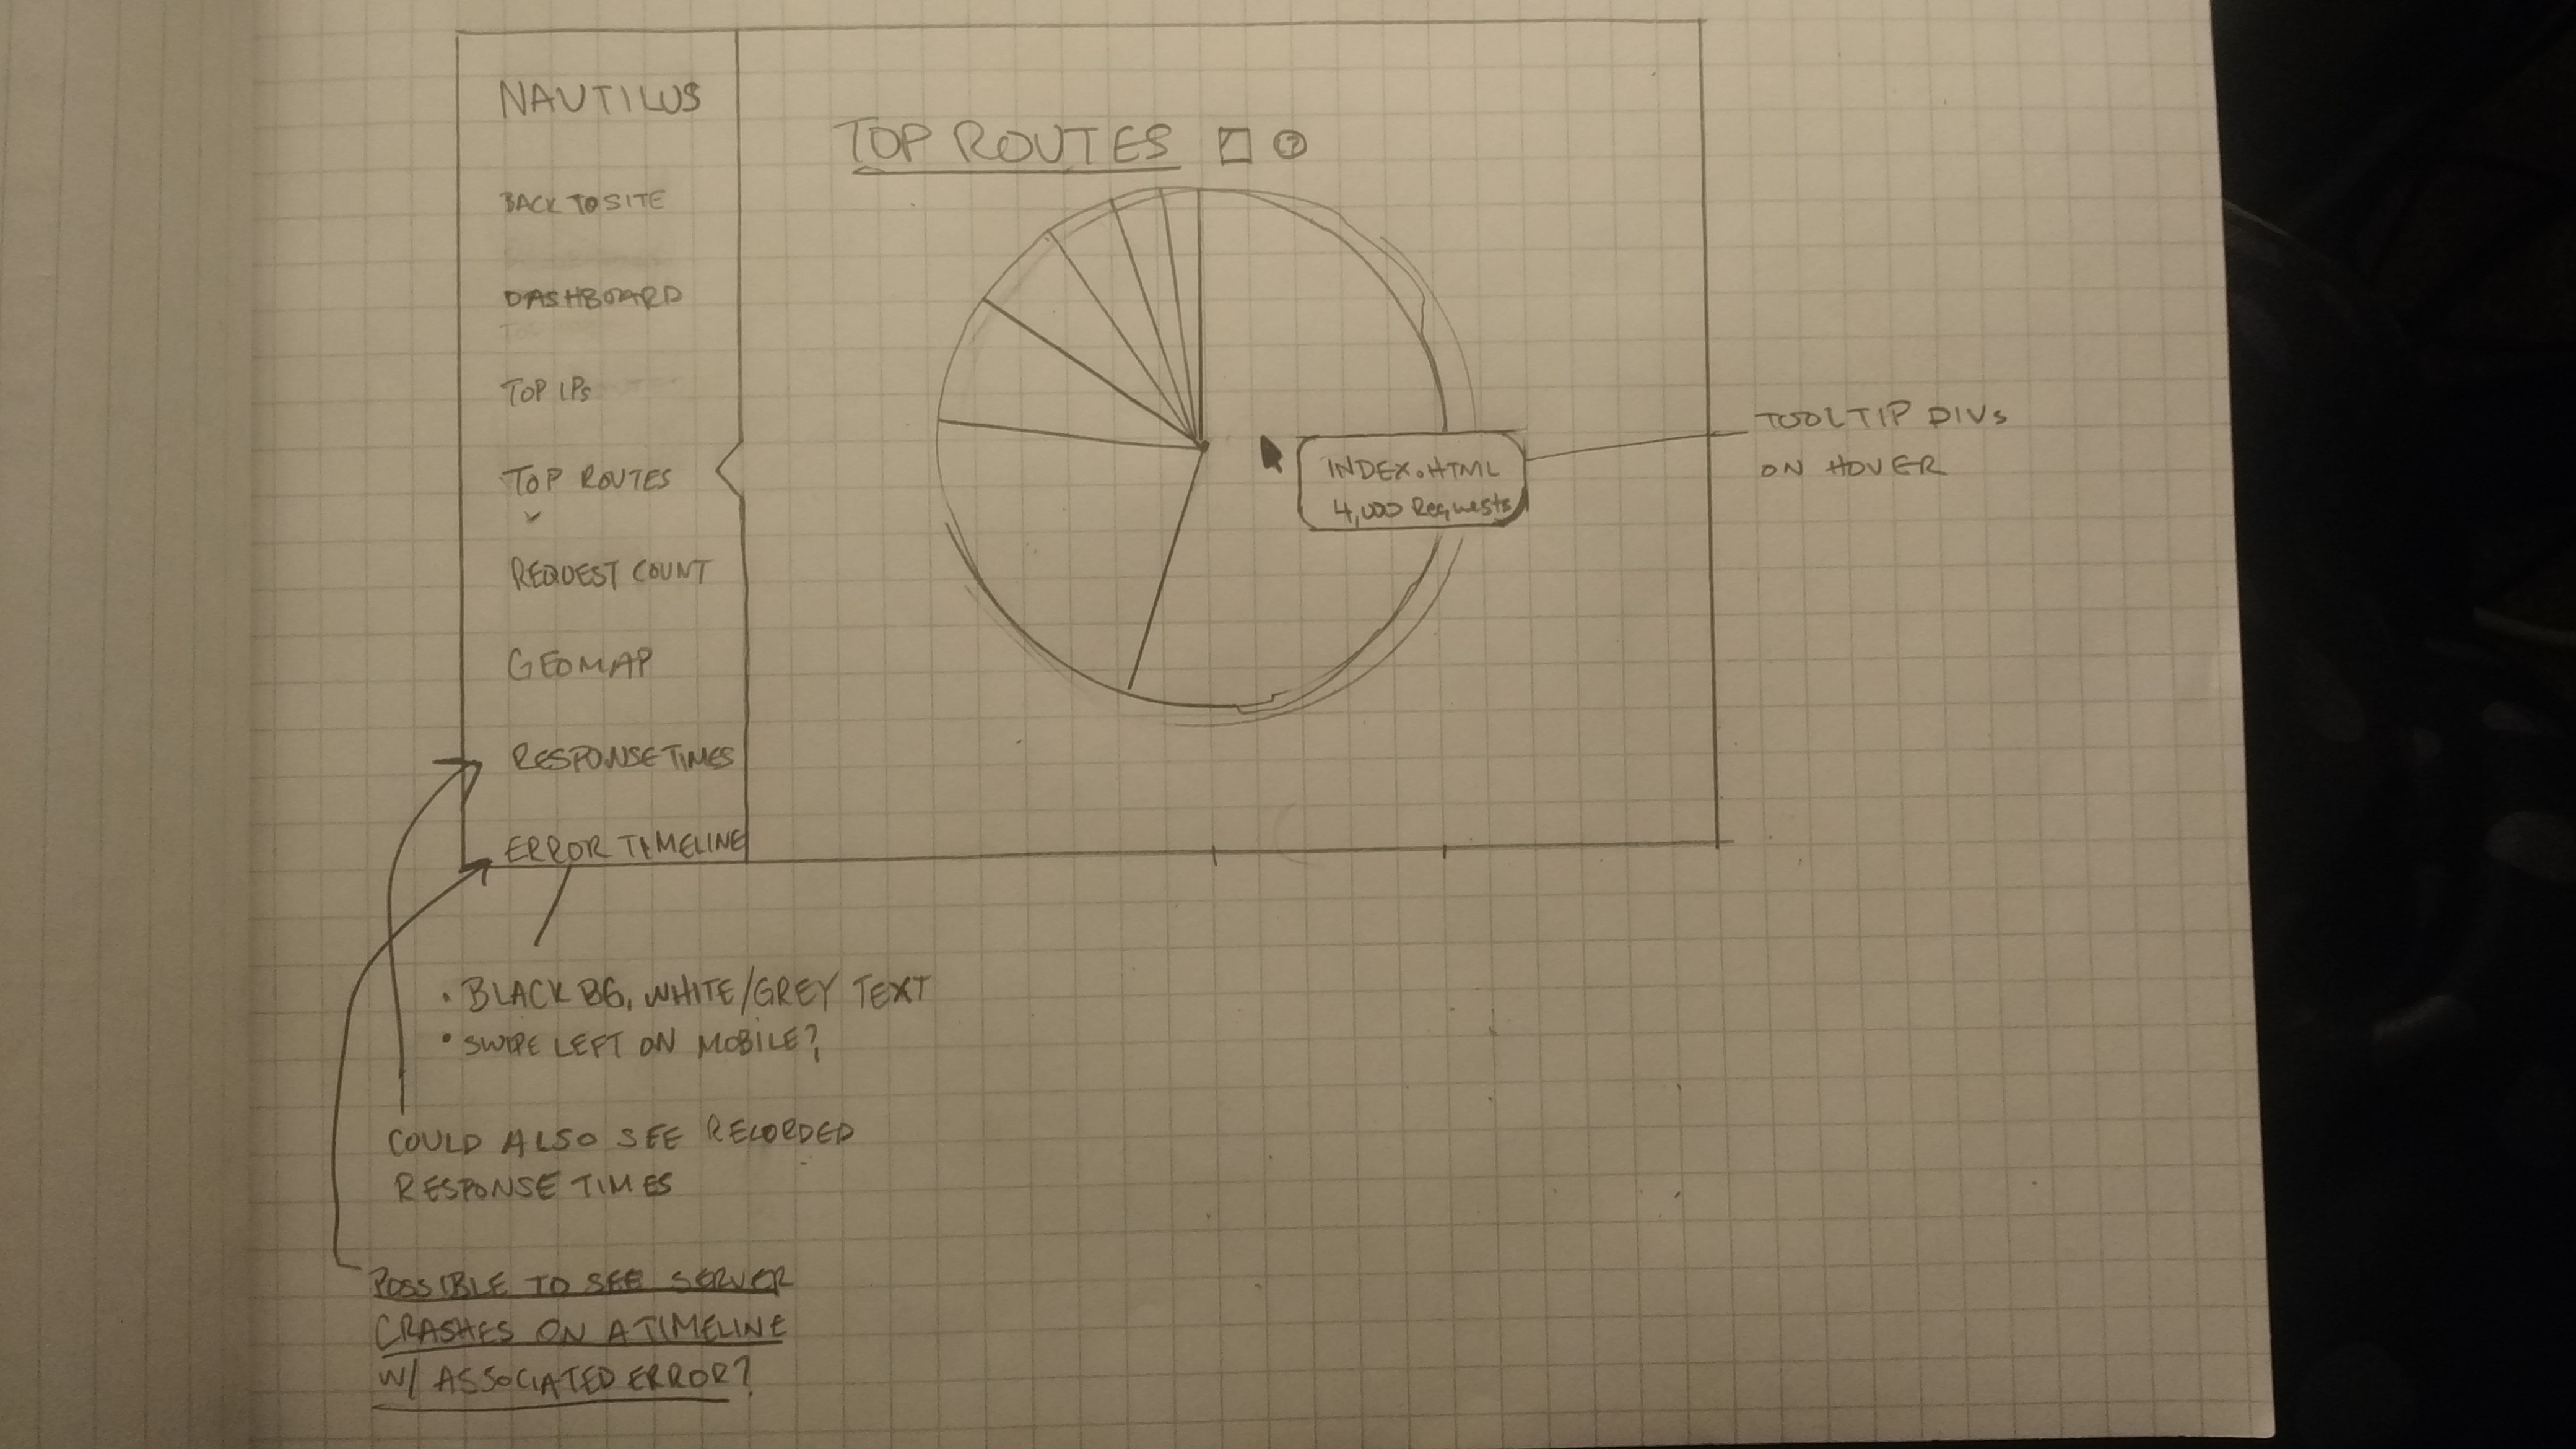 NAUTILUS
BACK TO SITE
DASHBOARD
TOP IPs
TOP ROUTES
REQUEST COUNT
GEOMAP
RESPONSE TIMES
ERROR TIMELINE
TOP ROUTES ?
INDEX.HTML
4,000 Requests
TOOLTIP DIVs
ON HOVER
• BLACK BG, WHITE/GREY TEXT
• SWIPE LEFT ON MOBILE?
COULD ALSO SEE RECORDED
RESPONSE TIMES
POSSIBLE TO SEE SERVER
CRASHES ON A TIMELINE
W/ ASSOCIATED ERROR?